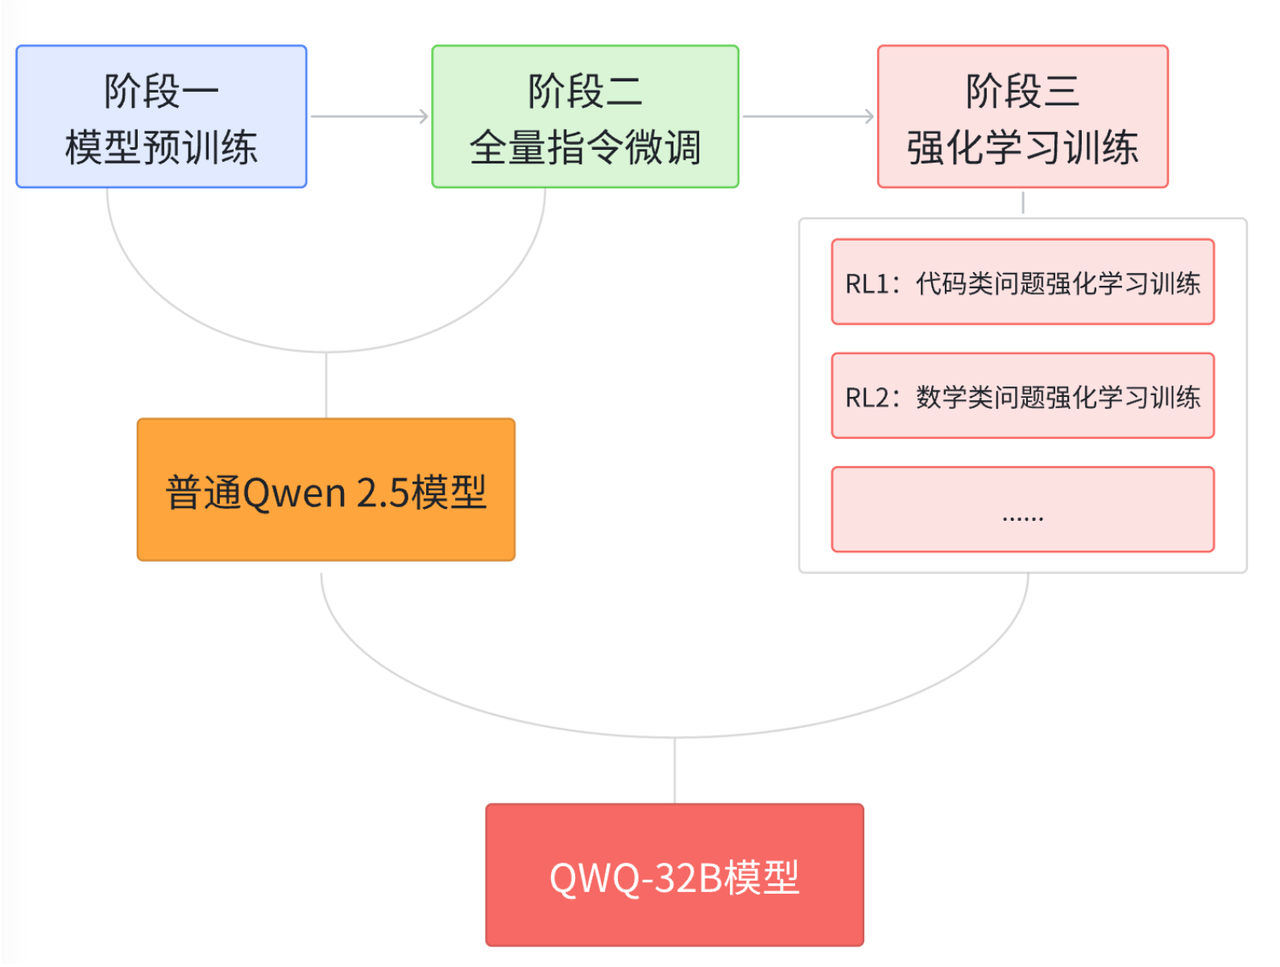 阶段一
模型预训练
阶段二
全量指令微调
阶段三
强化学习训练
RL1：代码类问题强化学习训练
RL2：数学类问题强化学习训练
......
普通Qwen 2.5模型
QWQ-32B模型